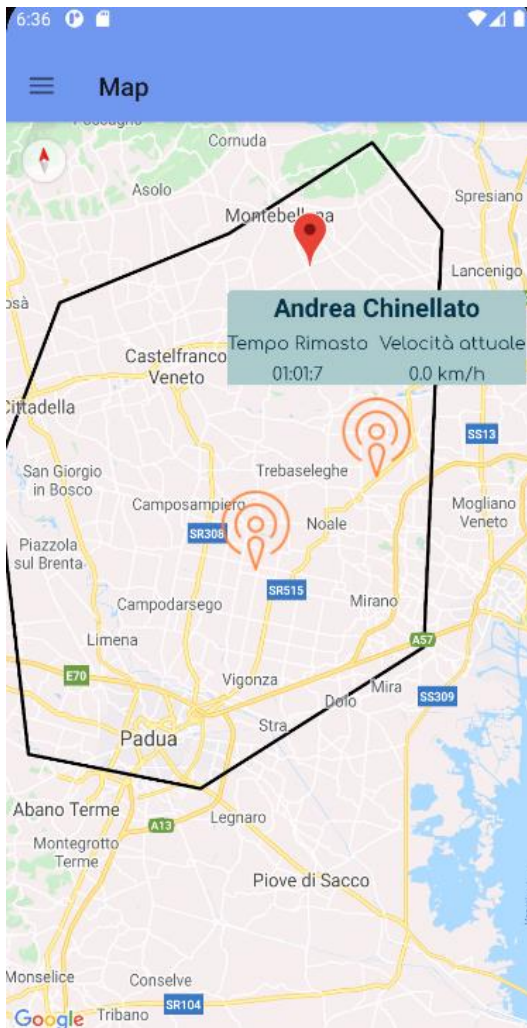 6:36
Map
Cornuda
Asolo
Spresiano
Montebelluna
Lancenigo
Andrea Chinellato
Tempo Rimasto Velocità attuale
01:01:7 0.0 km/h
Castelfranco
Veneto
Cittadella
SS13
San Giorgio
in Bosco
Trebaseleghe
Camposampiero
Noale
Mogliano
Veneto
SR308
Piazzola
sul Brenta
SR515
Campodarsego
Mirano
Limena
A57
E70
Vigonza
Mira
SS309
Dolo
Stra
Padua
Abano Terme
Legnaro
A13
Montegrotto
Terme
Piove di Sacco
Monselice
Conselve
SR104
Google
Tribano